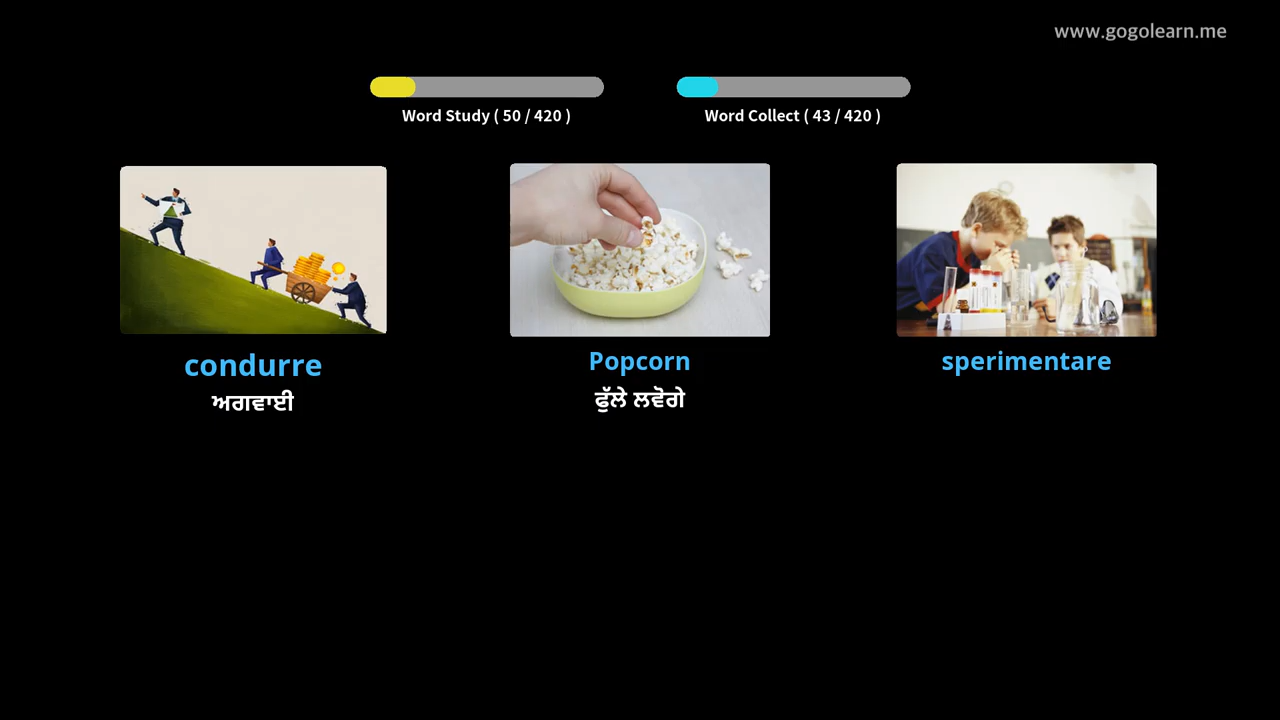 www.gogolearn.me
Word Study ( 50 / 420 )
Word Collect ( 43 / 420 )
condurre
Popcorn
sperimentare
ਅਗਵਾਈ
ਫੁੱਲੇ ਲਵੋਗੇ